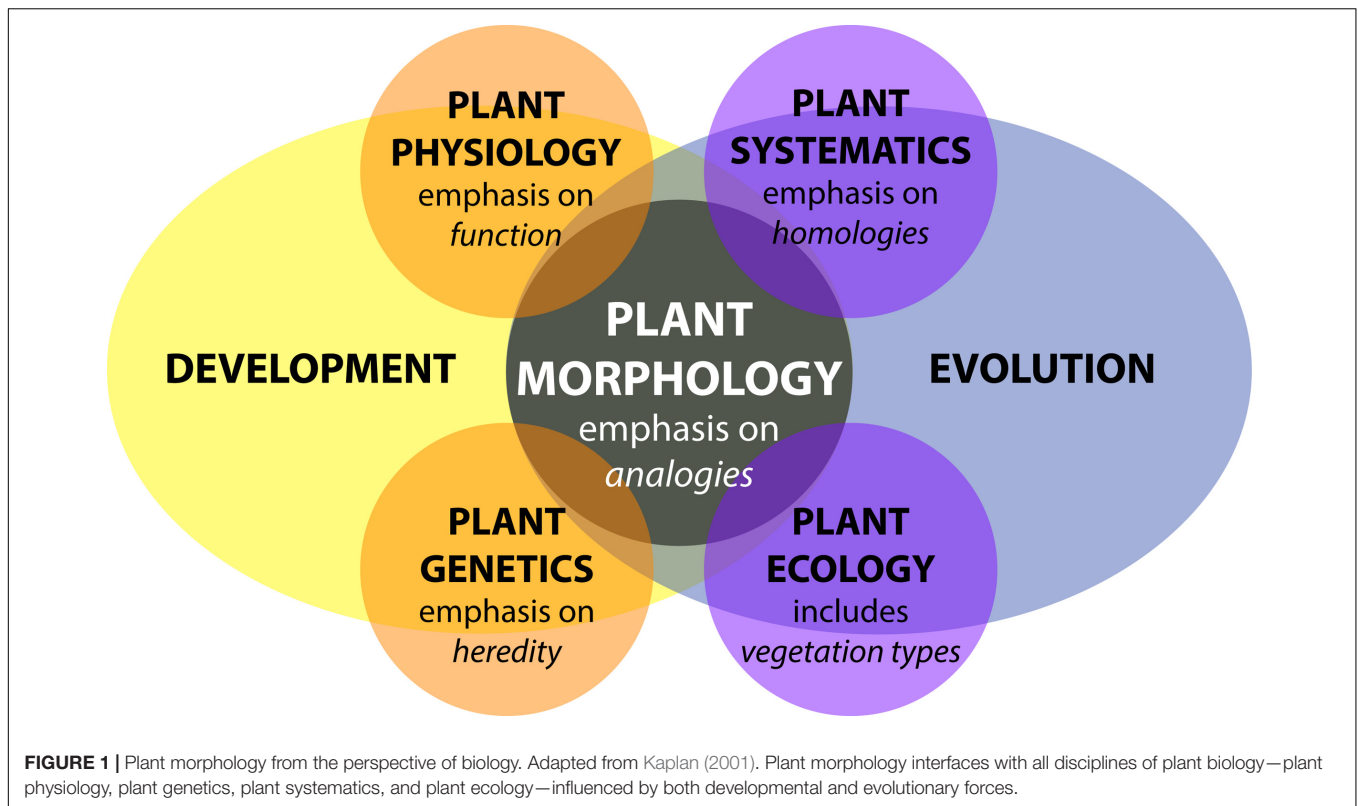 PLANT
PHYSIOLOGY
emphasis on
function
PLANT
SYSTEMATICS
emphasis on
homologies
DEVELOPMENT
PLANT
MORPHOLOGY
emphasis on
analogies
EVOLUTION
PLANT
GENETICS
emphasis on
heredity
PLANT
ECOLOGY
includes
vegetation types
FIGURE 1 | Plant morphology from the perspective of biology. Adapted from Kaplan (2001). Plant morphology interfaces with all disciplines of plant biology—plant
physiology, plant genetics, plant systematics, and plant ecology—influenced by both developmental and evolutionary forces.